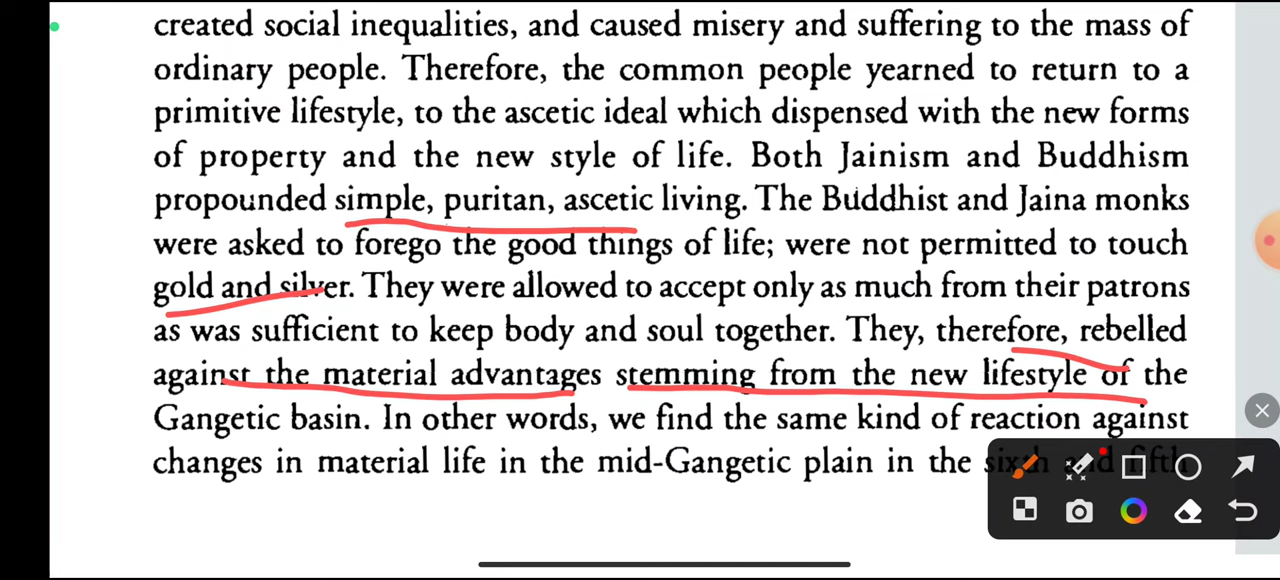 created social inequalities, and caused misery and suffering to the mass of
ordinary people. Therefore, the common people yearned to return to a
primitive lifestyle, to the ascetic ideal which dispensed with the new forms
of property and the new style of life. Both Jainism and Buddhism
propounded simple, puritan, ascetic living. The Buddhist and Jaina monks
were asked to forego the good things of life; were not permitted to touch
gold and silver. They were allowed to accept only as much from their patrons
as was sufficient to keep body and soul together. They, therefore, rebelled
against the material advantages stemming from the new lifestyle of the
Gangetic basin. In other words, we find the same kind of reaction against
changes in material life in the mid-Gangetic plain in the sixth and fifth